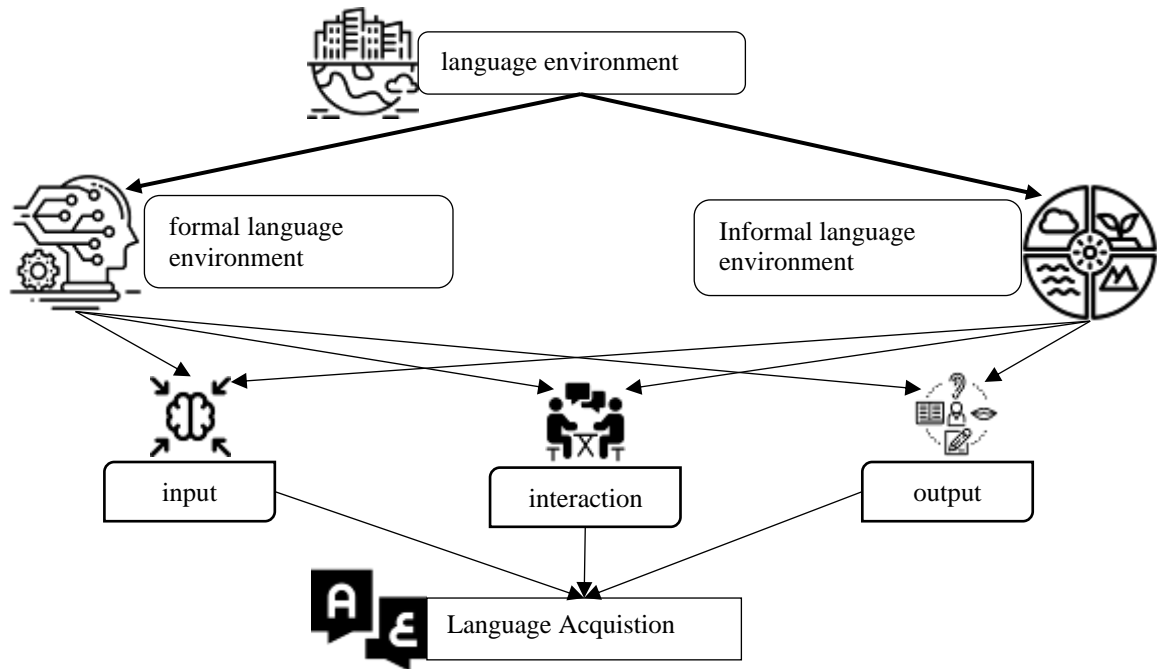 language environment
formal language
environment
Informal language
environment
input
interaction
output
A
Language Acquistion